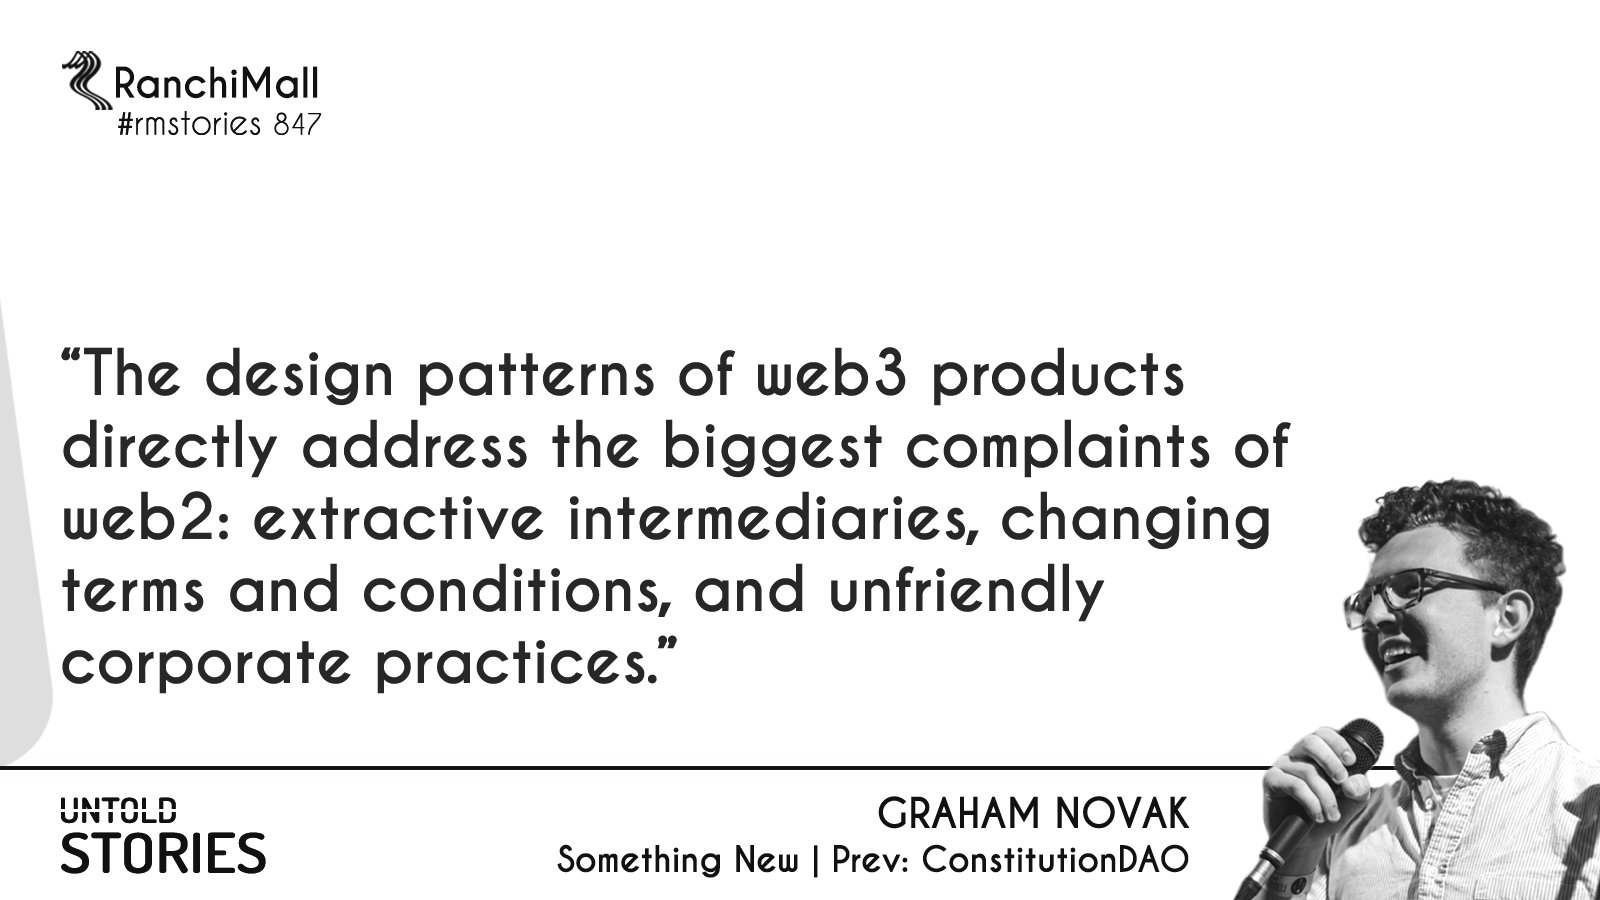 RanchiMall
#rmstories 847
“The design patterns of web3 products
directly address the biggest complaints of
web2: extractive intermediaries, changing
terms and conditions, and unfriendly
corporate practices.”
UNTOLD
STORIES
GRAHAM NOVAK
Something New | Prev: ConstitutionDAO